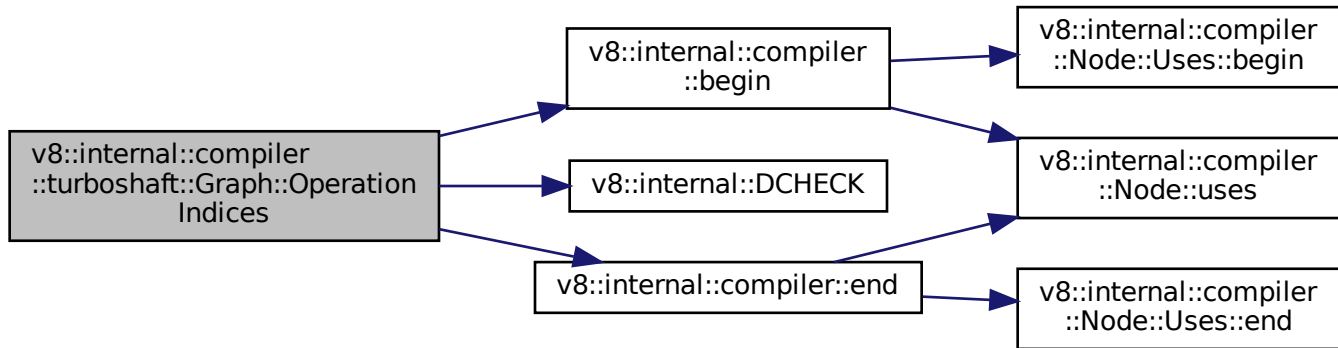 v8::internal::compiler
::turboshaft::Graph::Operation
Indices
v8::internal::compiler
::begin
v8::internal::DCHECK
v8::internal::compiler::end
v8::internal::compiler
::Node::Uses::begin
v8::internal::compiler
::Node::uses
v8::internal::compiler
::Node::Uses::end